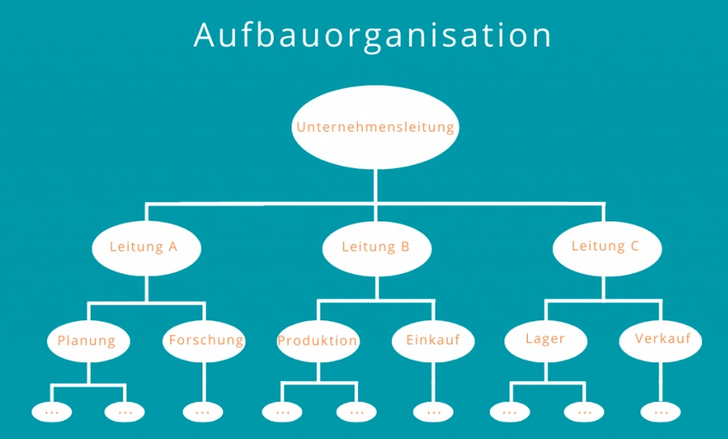 Aufbauorganisation
Unternehmensleitung
Leitung A
Leitung B
Leitung C
Planung
Forschung
Produktion
Einkauf
Lager
Verkauf
...
...
...
...
...
...
...
...
...